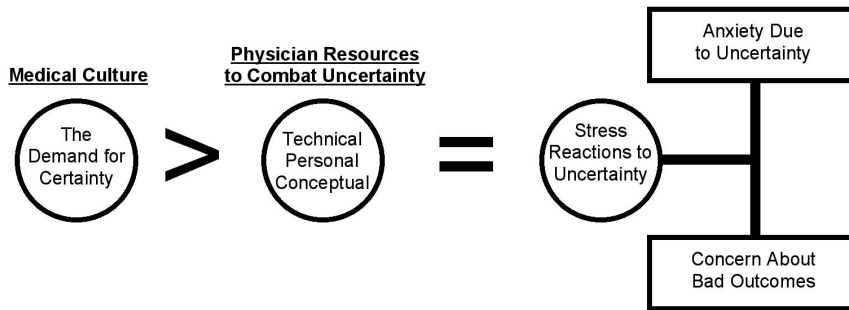 Medical Culture
The
Demand for
Certainty
>
Physician Resources
to Combat Uncertainty
Technical
Personal
Conceptual
=
Stress
Reactions to
Uncertainty
Anxiety Due
to Uncertainty
Concern About
Bad Outcomes